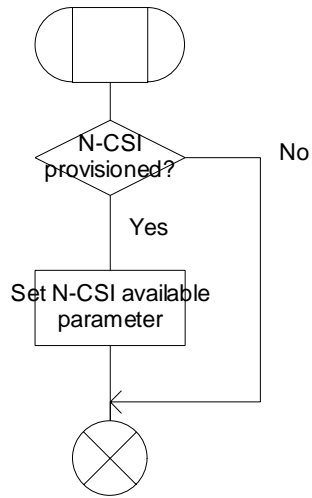 N-CSI
provisioned?
No
Yes
Set N-CSI available
parameter